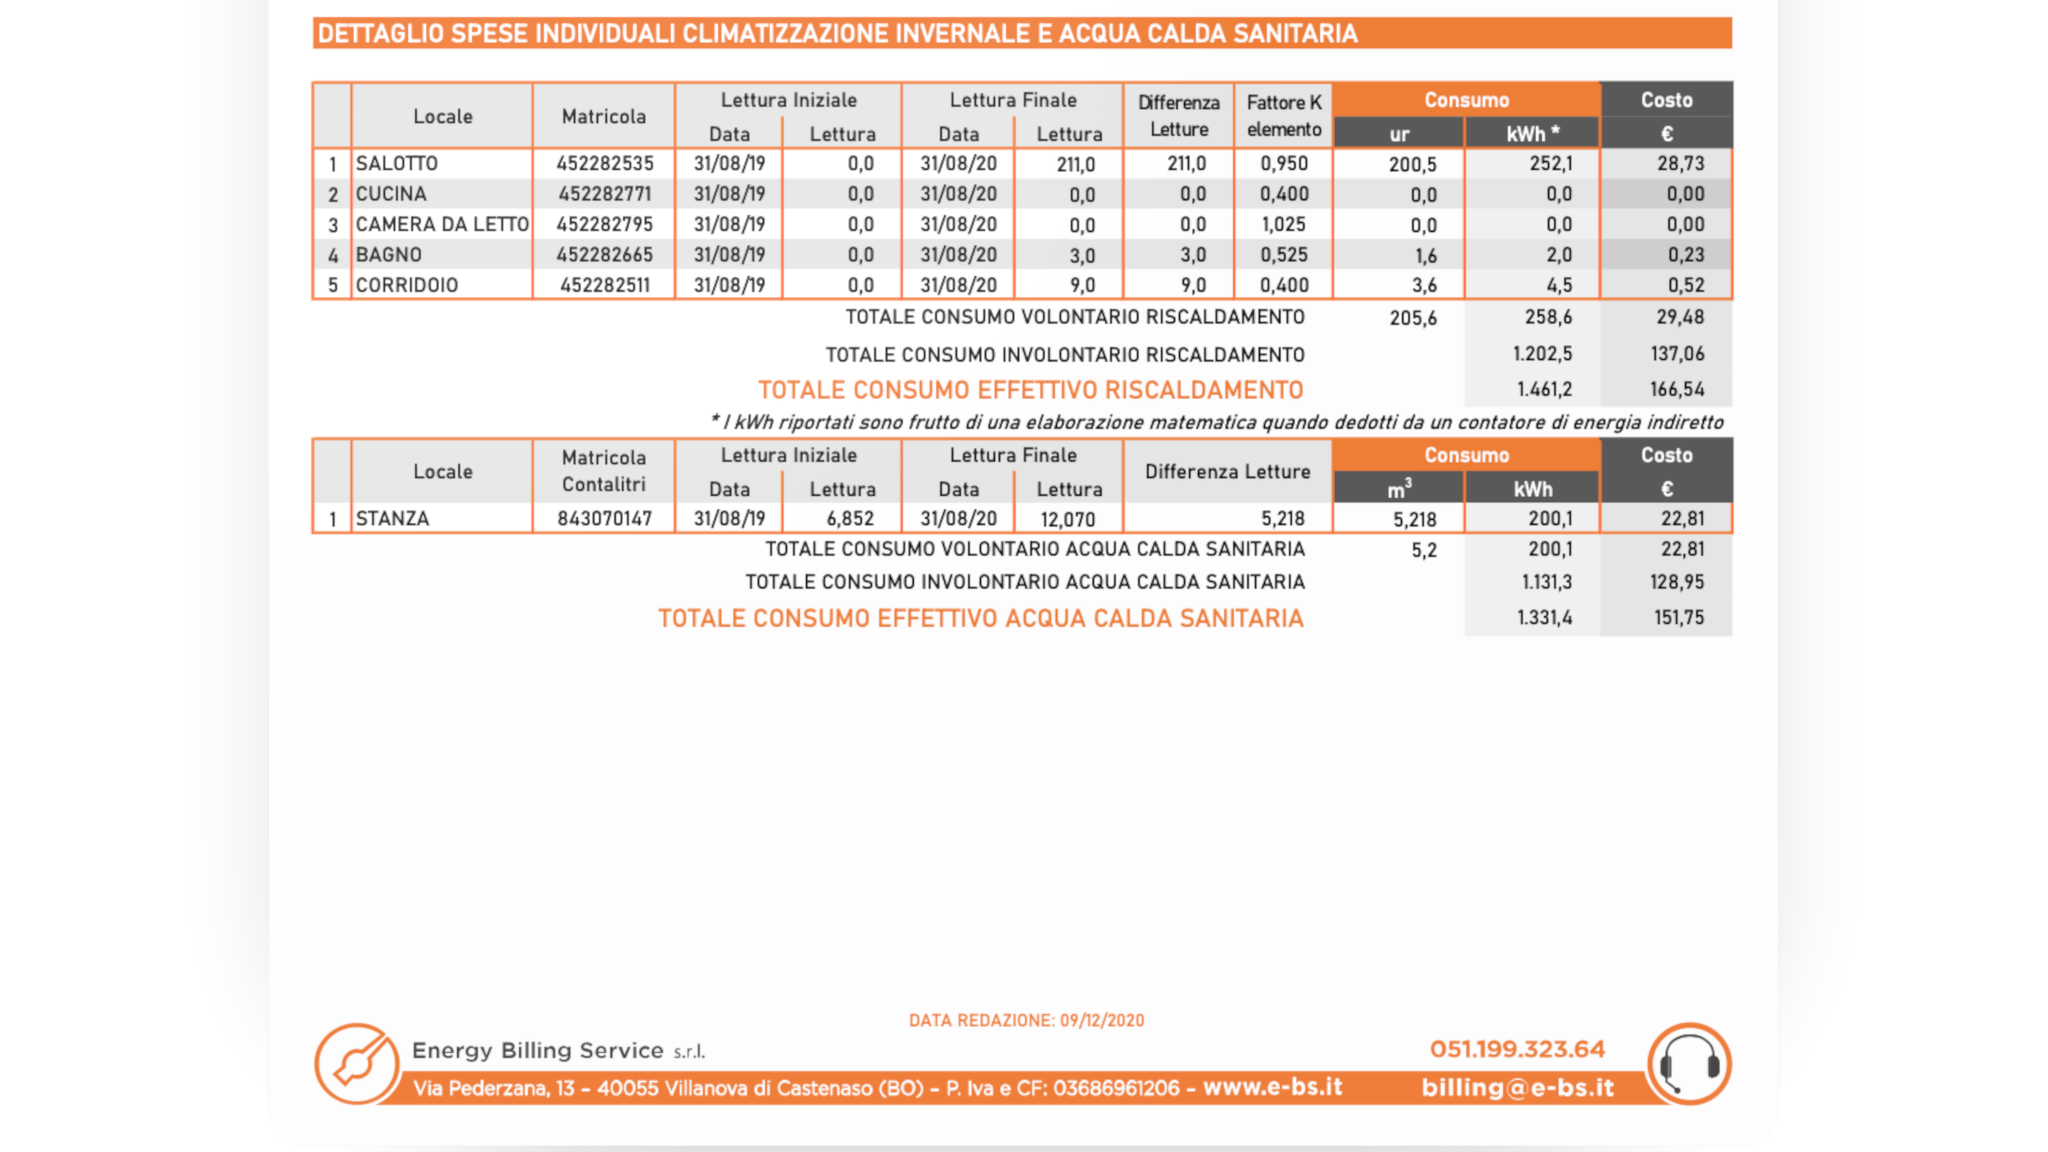 DETTAGLIO SPESE INDIVIDUALI CLIMATIZZAZIONE INVERNALE E ACQUA CALDA SANITARIA
Locale Matricola Lettura Iniziale Lettura Finale Differenza Letture Fattore K elemento Consumo Costo
Data Lettura Data Lettura ur kWh * €
1 SALOTTO 452282535 31/08/19 0,0 31/08/20 211,0 211,0 0,950 200,5 252,1 28,73
2 CUCINA 452282771 31/08/19 0,0 31/08/20 0,0 0,0 0,400 0,0 0,0 0,00
3 CAMERA DA LETTO 452282795 31/08/19 0,0 31/08/20 0,0 0,0 1,025 0,0 0,0 0,00
4 BAGNO 452282665 31/08/19 0,0 31/08/20 3,0 3,0 0,525 1,6 2,0 0,23
5 CORRIDOIO 452282511 31/08/19 0,0 31/08/20 9,0 9,0 0,400 3,6 4,5 0,52
TOTALE CONSUMO VOLONTARIO RISCALDAMENTO 205,6 258,6 29,48
TOTALE CONSUMO INVOLONTARIO RISCALDAMENTO 1.202,5 137,06
TOTALE CONSUMO EFFETTIVO RISCALDAMENTO 1.461,2 166,54
* I kWh riportati sono frutto di una elaborazione matematica quando dedotti da un contatore di energia indiretto
Locale Matricola Contalitri Lettura Iniziale Lettura Finale Differenza Letture Consumo Costo
Data Lettura Data Lettura m³ kWh €
1 STANZA 843070147 31/08/19 6,852 31/08/20 12,070 5,218 5,218 200,1 22,81
TOTALE CONSUMO VOLONTARIO ACQUA CALDA SANITARIA 5,2 200,1 22,81
TOTALE CONSUMO INVOLONTARIO ACQUA CALDA SANITARIA 1.131,3 128,95
TOTALE CONSUMO EFFETTIVO ACQUA CALDA SANITARIA 1.331,4 151,75
DATA REDAZIONE: 09/12/2020
Energy Billing Service s.r.l. 051.199.323.64
Via Pederzana, 13 – 40055 Villanova di Castenaso (BO) – P. Iva e CF: 03686961206 – www.e-bs.it billing@e-bs.it